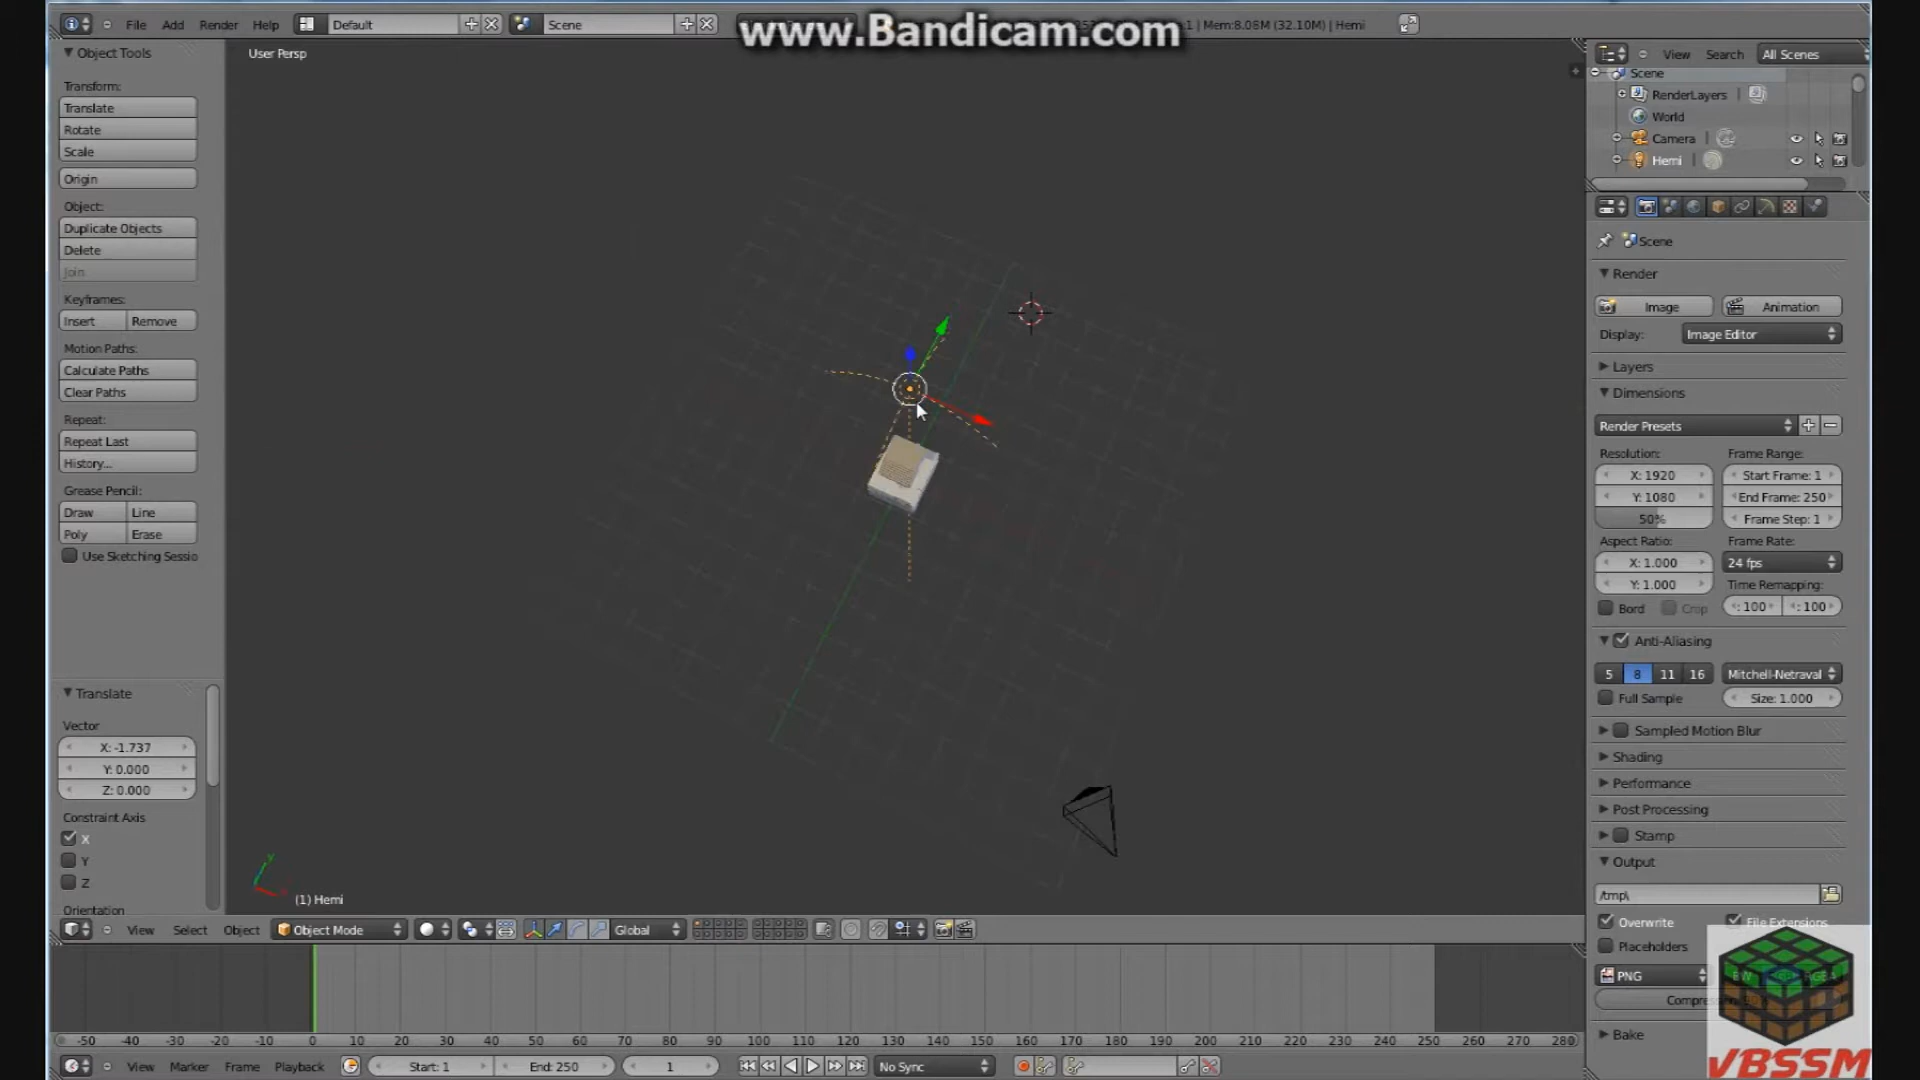 File Add Render Help Default Scene www.Bandicam.com 1 | Mem:8.08M (32.10M) | Hemi
Object Tools
User Persp
View Search All Scenes
Scene
RenderLayers
World
Camera
Hemi
Transform:
Translate
Rotate
Scale
Origin
Object:
Duplicate Objects
Delete
Join
Keyframes:
Insert Remove
Motion Paths:
Calculate Paths
Clear Paths
Repeat:
Repeat Last
History...
Grease Pencil:
Draw Line
Poly Erase
Use Sketching Sessio
Translate
Vector
X: -1.737
Y: 0.000
Z: 0.000
Constraint Axis
X
Y
Z
Orientation
Scene
Render
Image Animation
Display: Image Editor
Layers
Dimensions
Render Presets
Resolution: Frame Range:
X: 1920 Start Frame: 1
Y: 1080 End Frame: 250
50% Frame Step: 1
Aspect Ratio: Frame Rate:
X: 1.000 24 fps
Y: 1.000 Time Remapping:
Bord Crop : 100 : 100
Anti-Aliasing
5 8 11 16 Mitchell-Netraval
Full Sample Size: 1.000
Sampled Motion Blur
Shading
Performance
Post Processing
Stamp
Output
/tmp\
Overwrite File Extensions
Placeholders
PNG BW RGBA
Bake
VBSSM
y
(1) Hemi
View Select Object Object Mode Global
-50 -40 -30 -20 -10 0 10 20 30 40 50 60 70 80 90 100 110 120 130 140 150 160 170 180 190 200 210 220 230 240 250 260 270 280
View Marker Frame Playback Start: 1 End: 250 1 No Sync